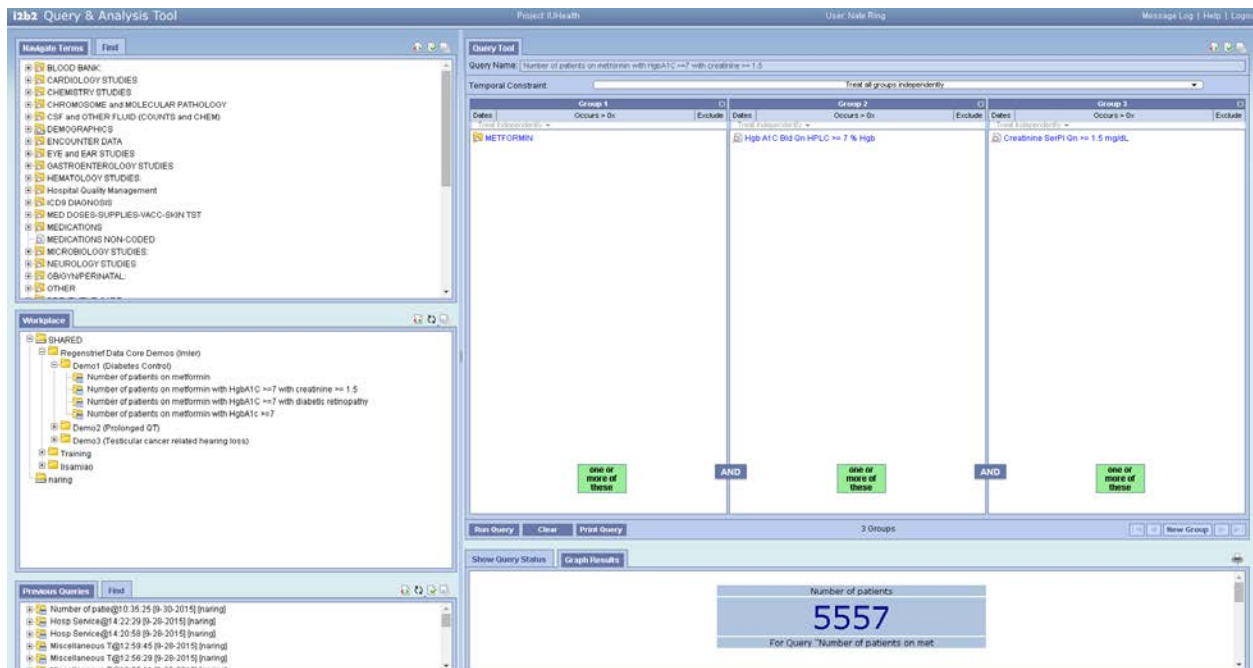 i2b2 Query & Analysis Tool
Project: IUHealth
User: Nate Ring
Message Log | Help | Login
Navigate Terms
Find
BLOOD BANK:
CARDIOLOGY STUDIES
CHEMISTRY STUDIES
CHROMOSOME and MOLECULAR PATHOLOGY
CSF and OTHER FLUID (COUNTS and CHEM)
DEMOGRAPHICS
ENCOUNTER DATA
EYE and EAR STUDIES
GASTROENTEROLOGY STUDIES
HEMATOLOGY STUDIES:
Hospital Quality Management
ICD9 DIAGNOSIS
MED DOSES-SUPPLIES-VACC-SKIN TST
MEDICATIONS
MEDICATIONS NON-CODED
MICROBIOLOGY STUDIES:
NEUROLOGY STUDIES
OB/GYN/PERINATAL:
OTHER
Workplace
SHARED
Regenstrief Data Core Demos (Imler)
Demo1 (Diabetes Control)
Number of patients on metformin
Number of patients on metformin with HgbA1C >=7 with creatinine >= 1.5
Number of patients on metformin with HgbA1C >=7 with diabetic retinopathy
Number of patients on metformin with HgbA1c >=7
Demo2 (Prolonged QT)
Demo3 (Testicular cancer related hearing loss)
Training
lisamiao
naring
Previous Queries
Find
Number of patie@10:35:25 [9-30-2015] [naring]
Hosp Service@14:22:29 [9-28-2015] [naring]
Hosp Service@14:20:58 [9-28-2015] [naring]
Miscellaneous T@12:59:45 [9-28-2015] [naring]
Miscellaneous T@12:56:29 [9-28-2015] [naring]
Query Tool
Query Name: Number of patients on metformin with HgbA1C >=7 with creatinine >= 1.5
Temporal Constraint:
Treat all groups independently
Group 1
Dates
Occurs > 0x
Exclude
Treat Independently
METFORMIN
one or
more of
these
AND
Group 2
Dates
Occurs > 0x
Exclude
Treat Independently
Hgb A1C Bld Qn HPLC >= 7 % Hgb
one or
more of
these
AND
Group 3
Dates
Occurs > 0x
Exclude
Treat Independently
Creatinine SerPl Qn >= 1.5 mg/dL
one or
more of
these
Run Query
Clear
Print Query
3 Groups
New Group
Show Query Status
Graph Results
Number of patients
5557
For Query "Number of patients on met